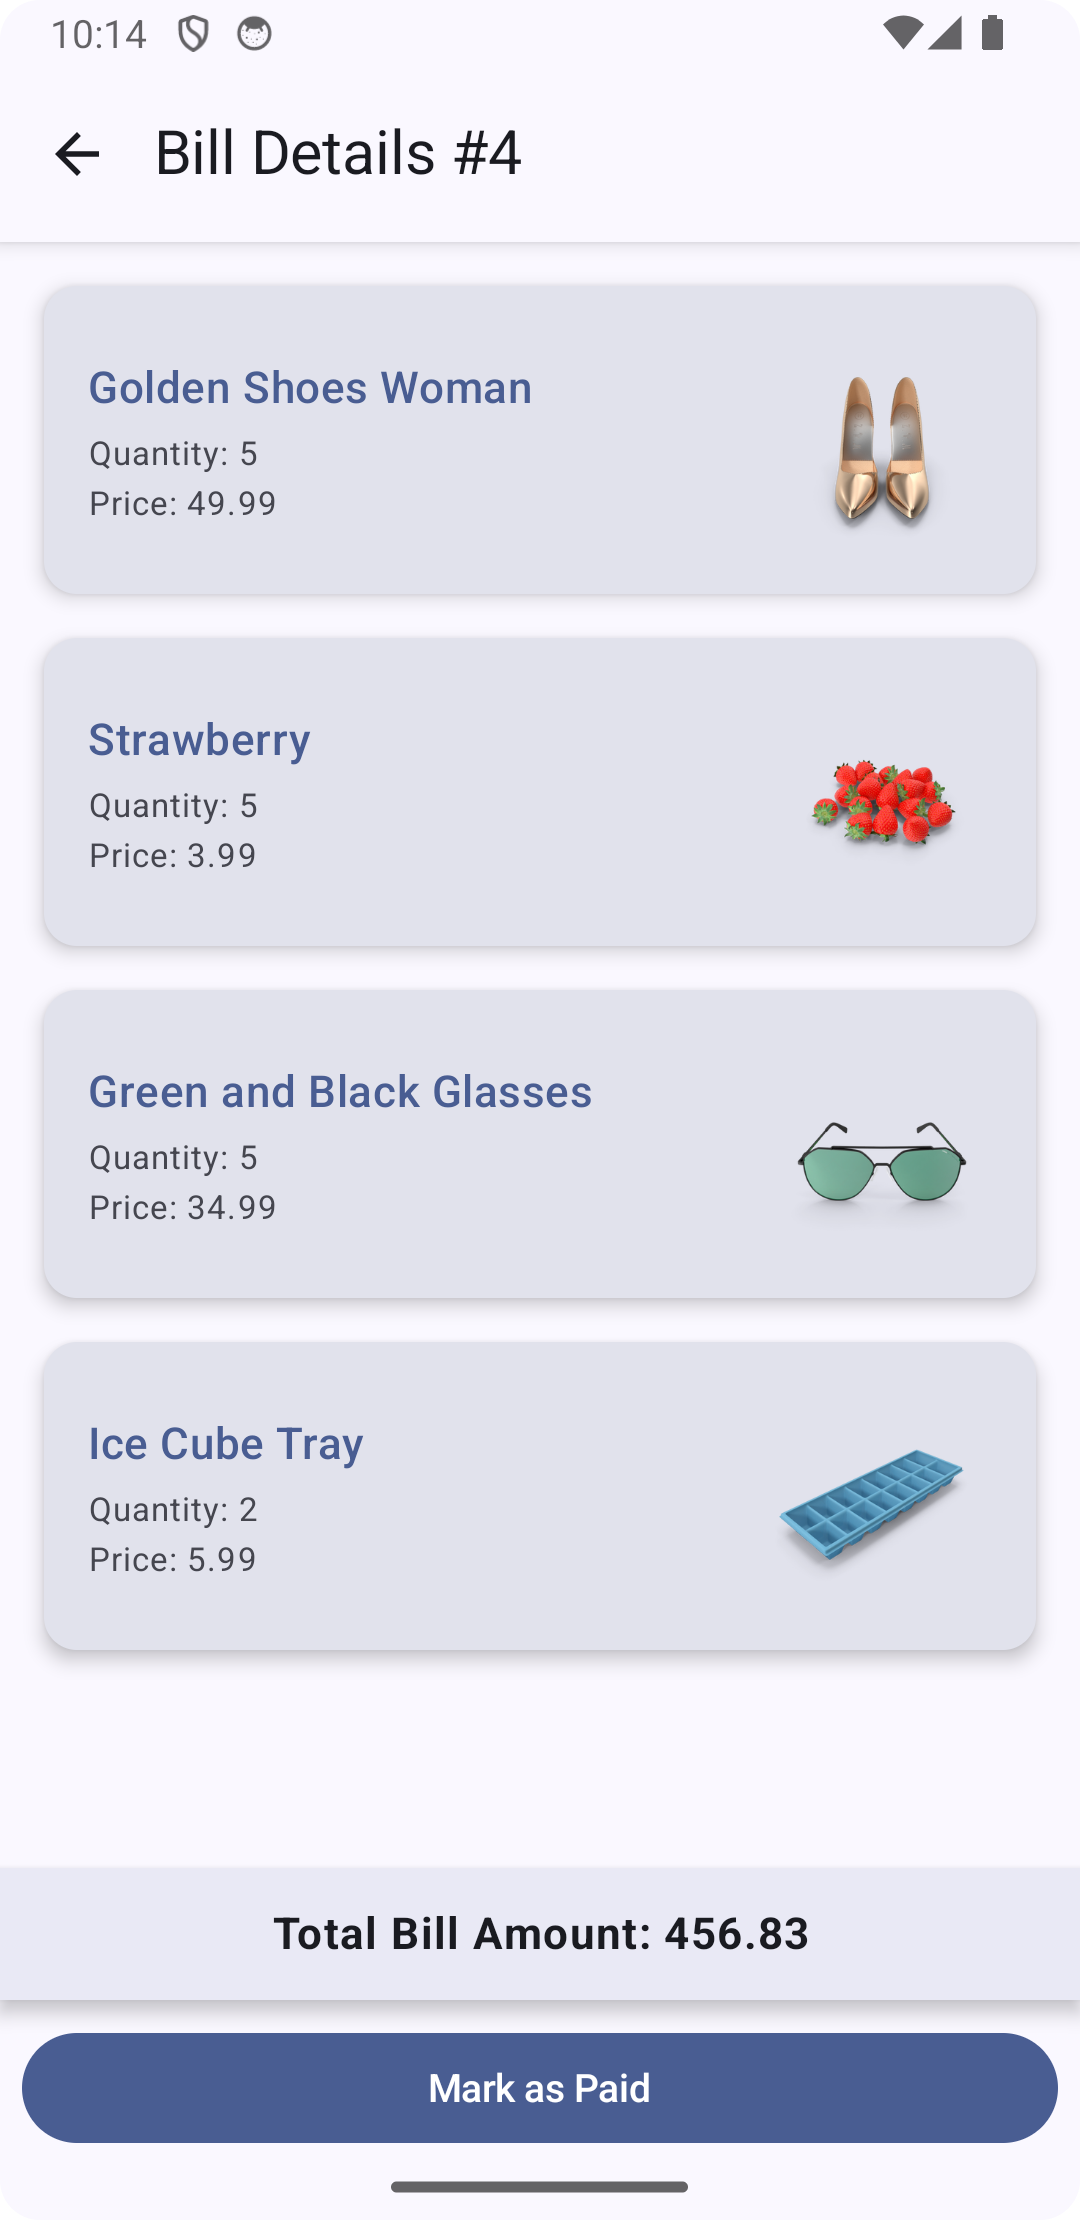 10:14
Bill Details #4
Golden Shoes Woman
Quantity: 5
Price: 49.99
Strawberry
Quantity: 5
Price: 3.99
Green and Black Glasses
Quantity: 5
Price: 34.99
Ice Cube Tray
Quantity: 2
Price: 5.99
Total Bill Amount: 456.83
Mark as Paid